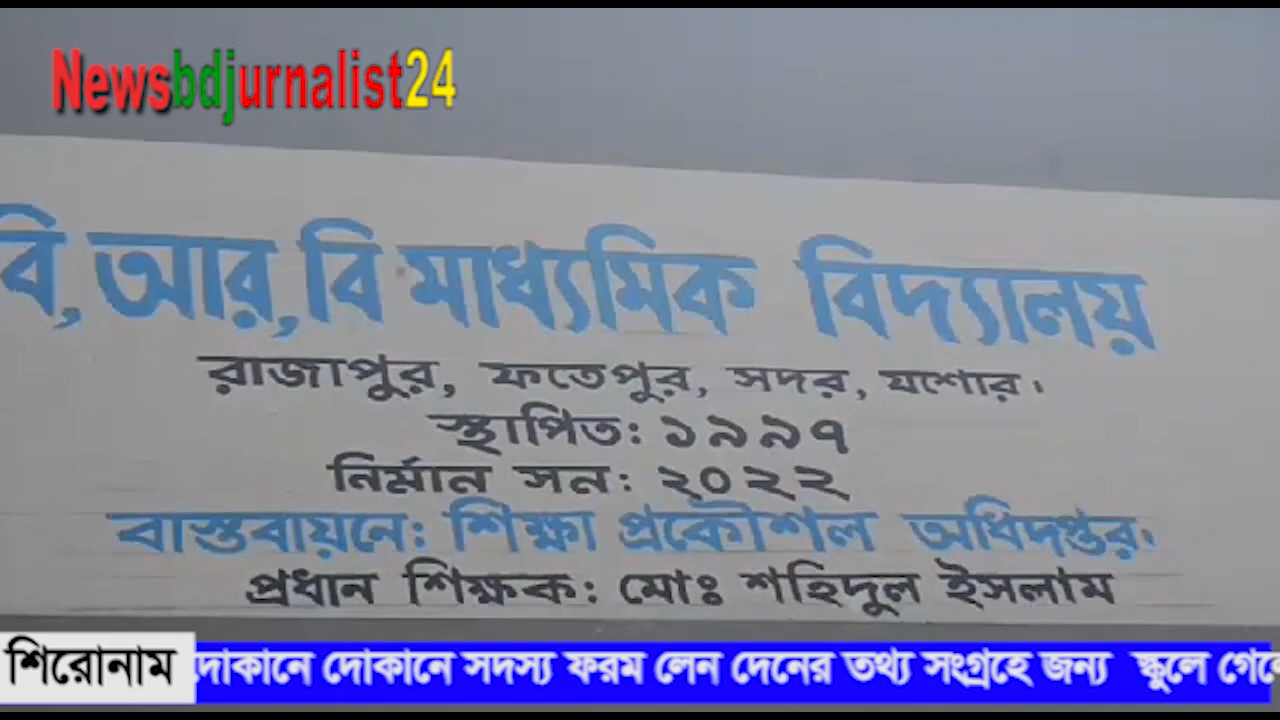 Newsbdjurnalist24
বি,আর,বি মাধ্যমিক বিদ্যালয়
রাজাপুর, ফতেপুর, সদর, যশোর।
স্থাপিত: ১৯৯৭
নির্মান সন: ২০২২
বাস্তবায়নে: শিক্ষা প্রকৌশল অধিদপ্তর।
প্রধান শিক্ষক: মোঃ শহিদুল ইসলাম
শিরোনাম
দোকানে দোকানে সদস্য ফরম লেন দেনের তথ্য সংগ্রহে জন্য স্কুলে